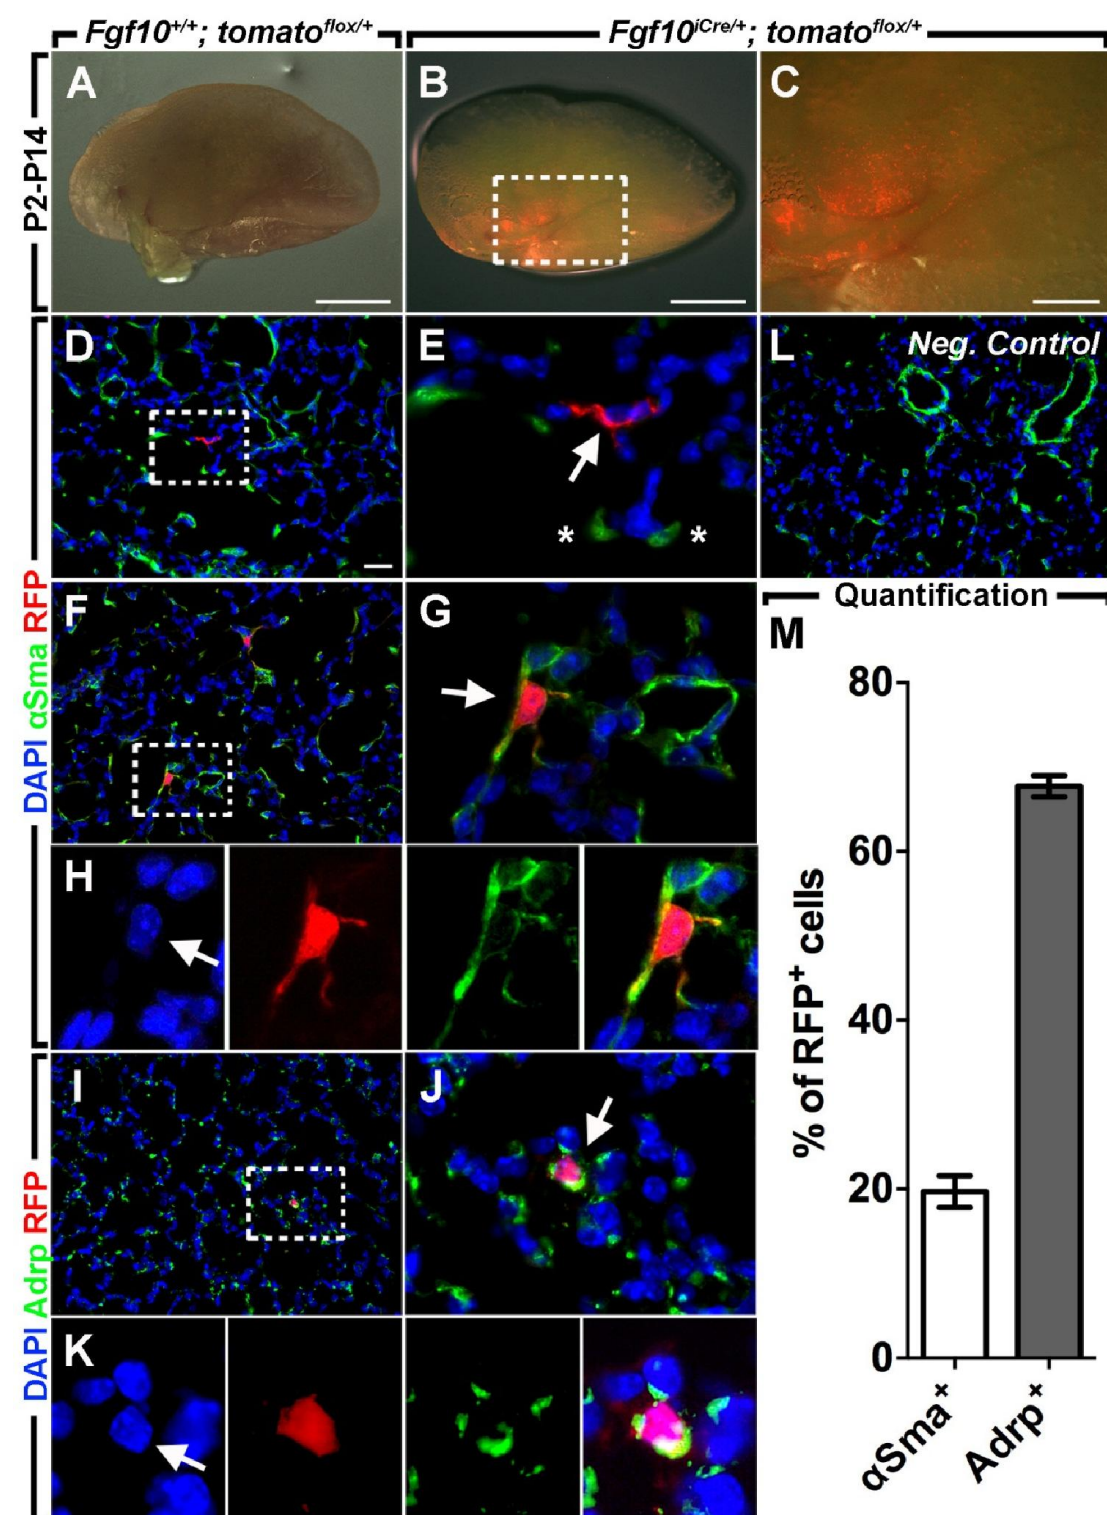 Fgf10+/+; tomatoflox/+
Fgf10iCre/+; tomatoflox/+
P2-P14
A
B
C
DAPI αSma RFP
D
E
L
Neg. Control
*
*
F
G
H
DAPI Adrp RFP
I
J
K
Quantification
M
% of RFP+ cells
80
60
40
20
0
αSma+
Adrp+